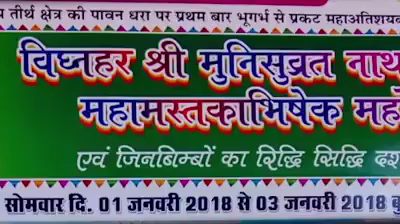 तीर्थ क्षेत्र की पावन धरा पर प्रथम बार भूगर्भ से प्रकट महाअतिशय
विघ्नहर श्री मुनिसुव्रत नाथ
महामस्तकाभिषेक
एवं जिनबिम्बों का रिद्धि सिद्धि
सोमवार दि. 01 जनवरी 2018 से 03 जनवरी 2018